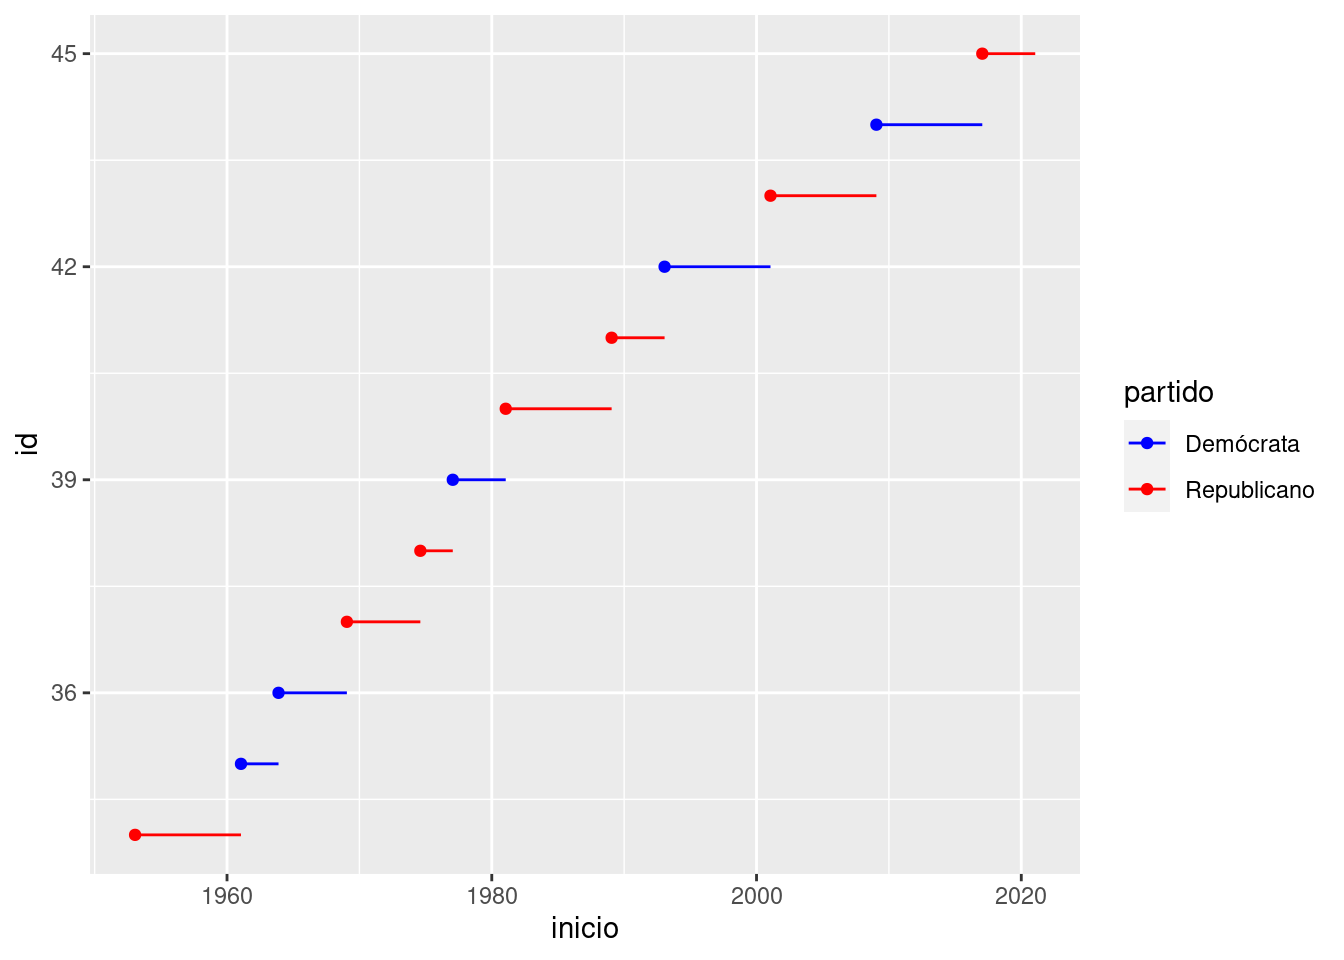 45
42
39
36
id
1960 1980 2000 2020
inicio
partido
Demócrata
Republicano